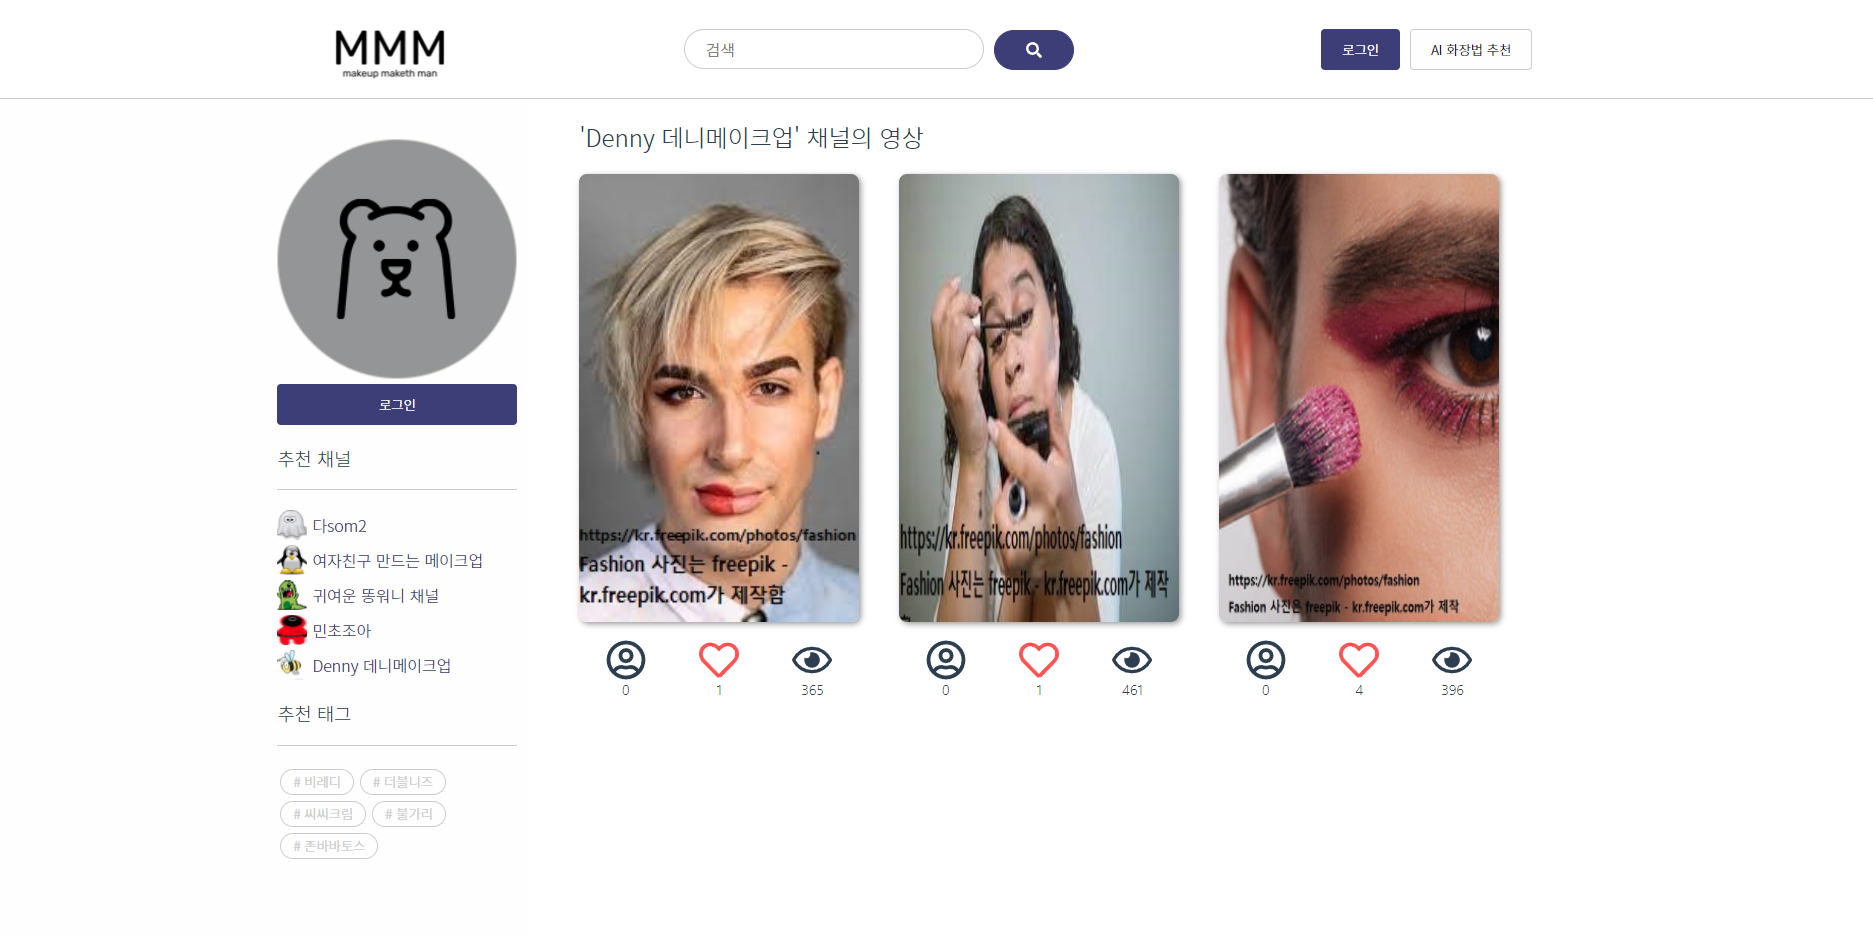 MMM
makeup maketh man
검색
로그인
AI 화장법 추천
로그인
추천 채널
다som2
여자친구 만드는 메이크업
귀여운 똥워니 채널
민초조아
Denny 데니메이크업
추천 태그
# 비레디
# 더블니즈
# 씨씨크림
# 불가리
# 존바바토스
'Denny 데니메이크업' 채널의 영상
https://kr.freepik.com/photos/fashion
Fashion 사진는 freepik -
kr.freepik.com가 제작함
0
1
365
https://kr.freepik.com/photos/fashion
Fashion 사진는 freepik - kr.freepik.com가 제작
0
1
461
https://kr.freepik.com/photos/fashion
Fashion 사진은 freepik - kr.freepik.com가 제작
0
4
396